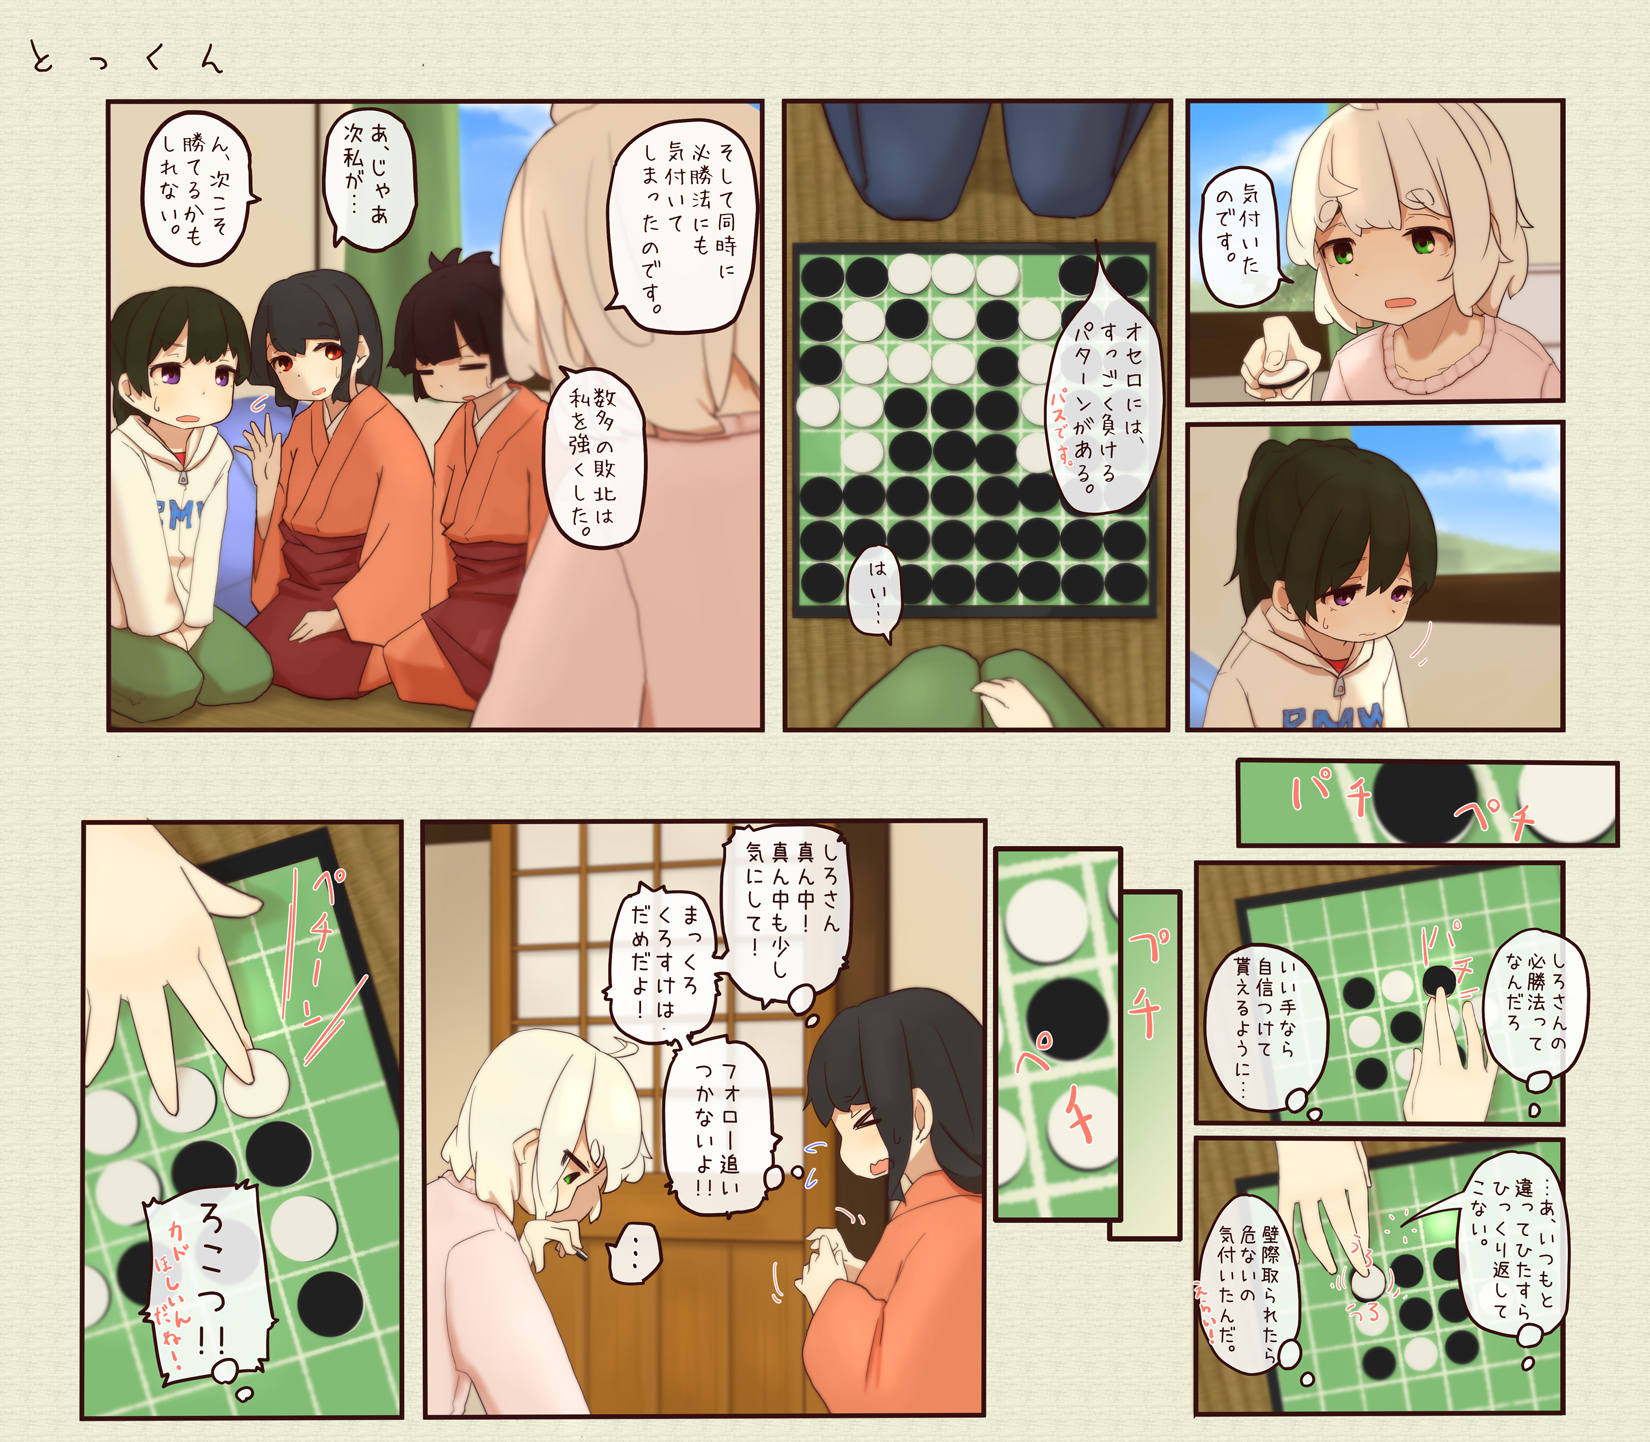 とっくん
気付いた
のです。
RMW
オセロには、
すっごく負ける
パターンがある。
パスです。
はい…
そして同時に
必勝法にも
気付いて
しまったのです。
数多の敗北は
私を強くした。
あ、じゃあ
次私が…
ん、次こそ
勝てるかも
しれない。
パチ
ペチ
しろさんの
必勝法って
なんだろ
パチ
いい手なら
自信つけて
貰えるように…
…あ、いつもと
違ってひたすら
ひっくり返して
こない。
うろ
うろ
壁際取られたら
危ないの
気付いたんだ。
えらい!
プチ
ペチ
しろさん
真ん中!
真ん中も少し
気にして!
まっくろ
くろすけは
だめだよ!
フォロー追い
つかないよ!!
…
ペチーン
ろこつ!!
カドほしいんだね!